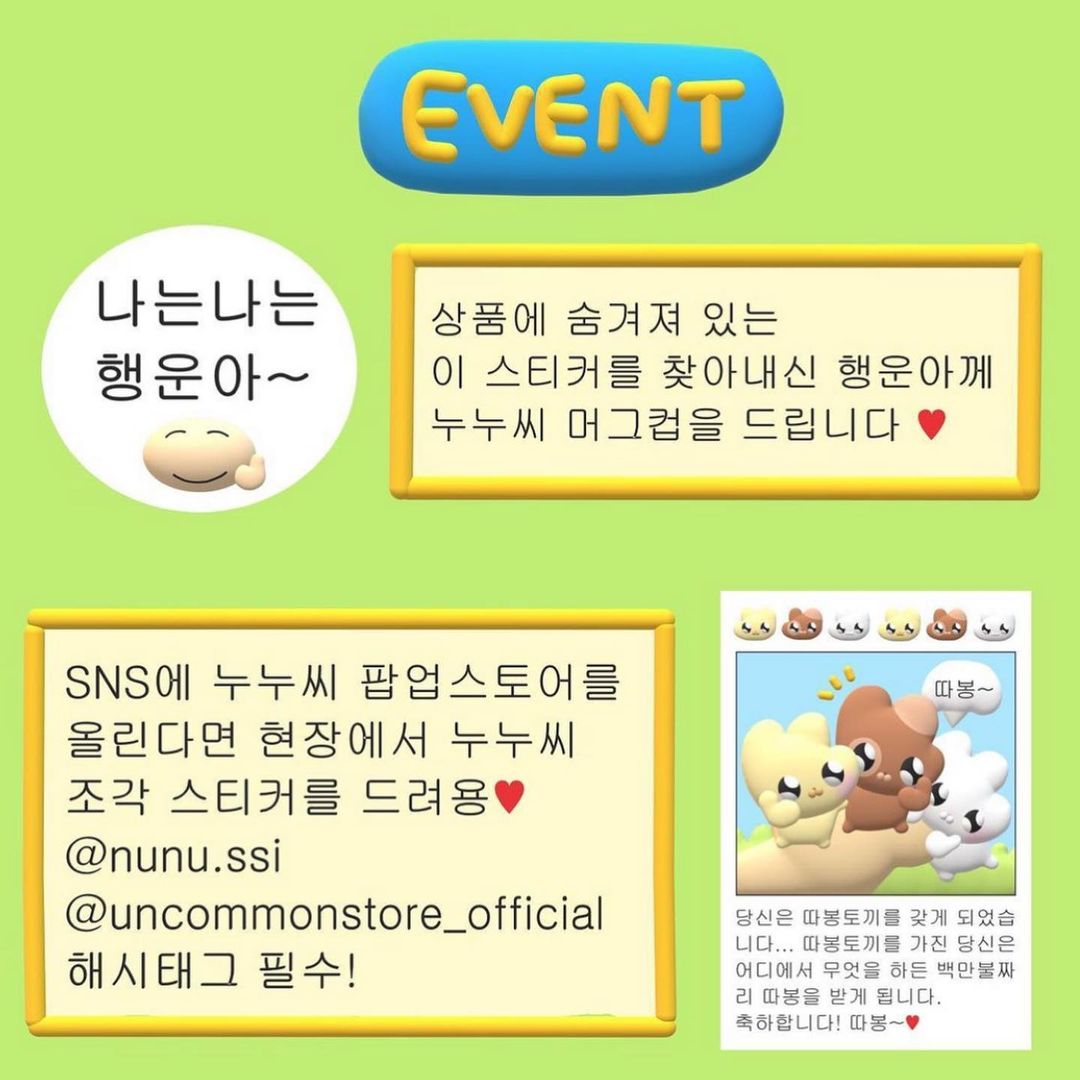 EVENT
나는나는
행운아~
상품에 숨겨져 있는
이 스티커를 찾아내신 행운아께
누누씨 머그컵을 드립니다 ♥
SNS에 누누씨 팝업스토어를
올린다면 현장에서 누누씨
조각 스티커를 드려용♥
@nunu.ssi
@uncommonstore_official
해시태그 필수!
따봉~
당신은 따봉토끼를 갖게 되었습
니다... 따봉토끼를 가진 당신은
어디에서 무엇을 하든 백만불짜
리 따봉을 받게 됩니다.
축하합니다! 따봉~♥